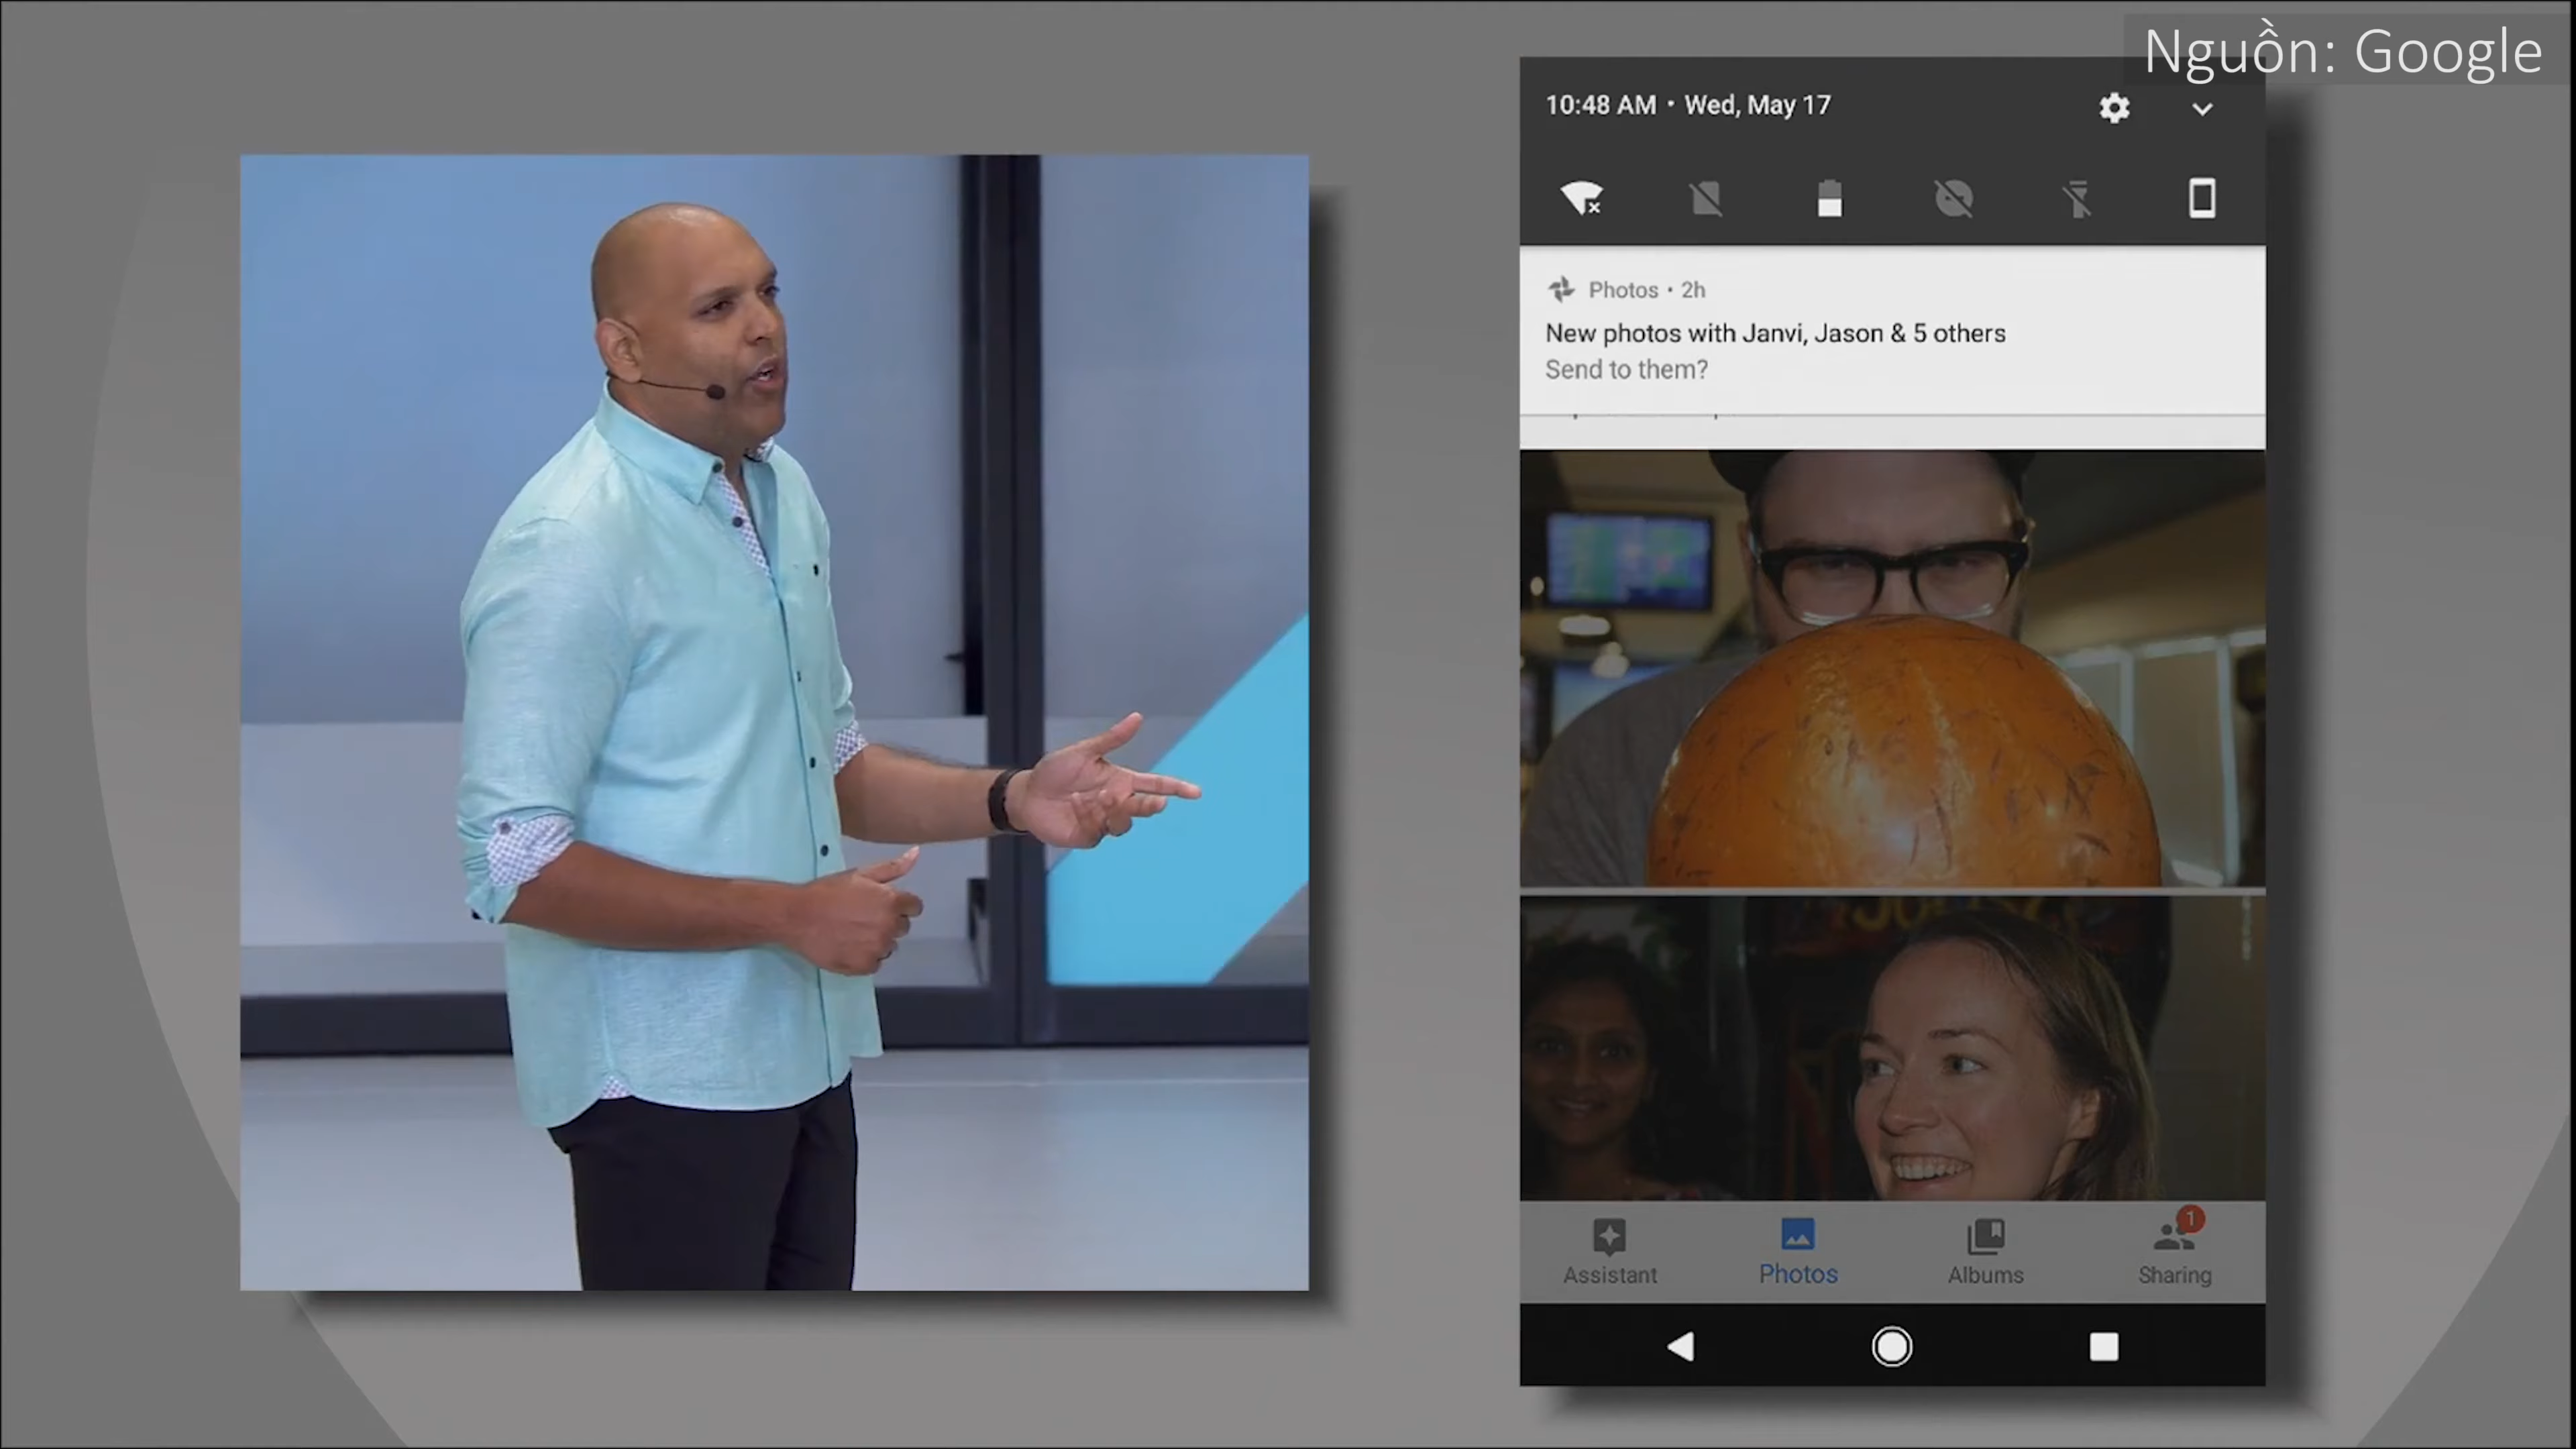 Nguồn: Google
10:48 AM • Wed, May 17
Photos • 2h
New photos with Janvi, Jason & 5 others
Send to them?
1
Assistant
Photos
Albums
Sharing